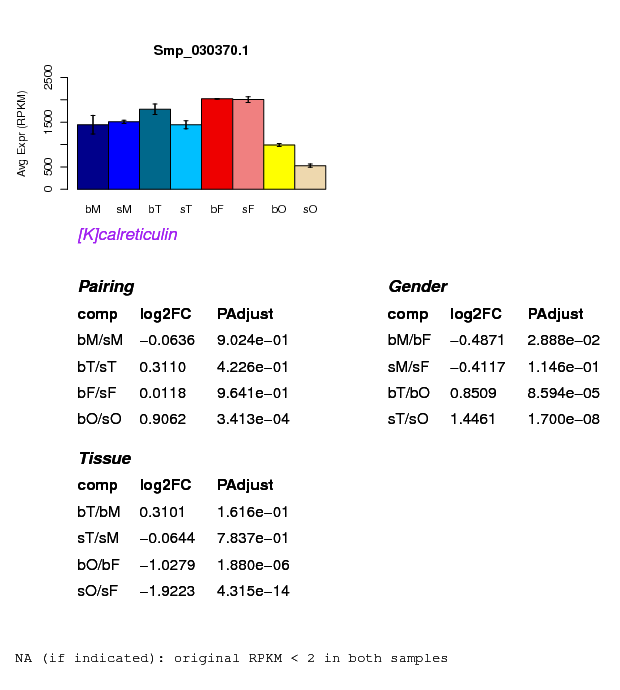 Smp_030370.1
Avg Expr (RPKM)
2500
1500
500
0
bM sM bT sT bF sF bO sO
[K]calreticulin
Pairing
comp log2FC PAdjust
bM/sM −0.0636 9.024e−01
bT/sT 0.3110 4.226e−01
bF/sF 0.0118 9.641e−01
bO/sO 0.9062 3.413e−04
Gender
comp log2FC PAdjust
bM/bF −0.4871 2.888e−02
sM/sF −0.4117 1.146e−01
bT/bO 0.8509 8.594e−05
sT/sO 1.4461 1.700e−08
Tissue
comp log2FC PAdjust
bT/bM 0.3101 1.616e−01
sT/sM −0.0644 7.837e−01
bO/bF −1.0279 1.880e−06
sO/sF −1.9223 4.315e−14
NA (if indicated): original RPKM < 2 in both samples